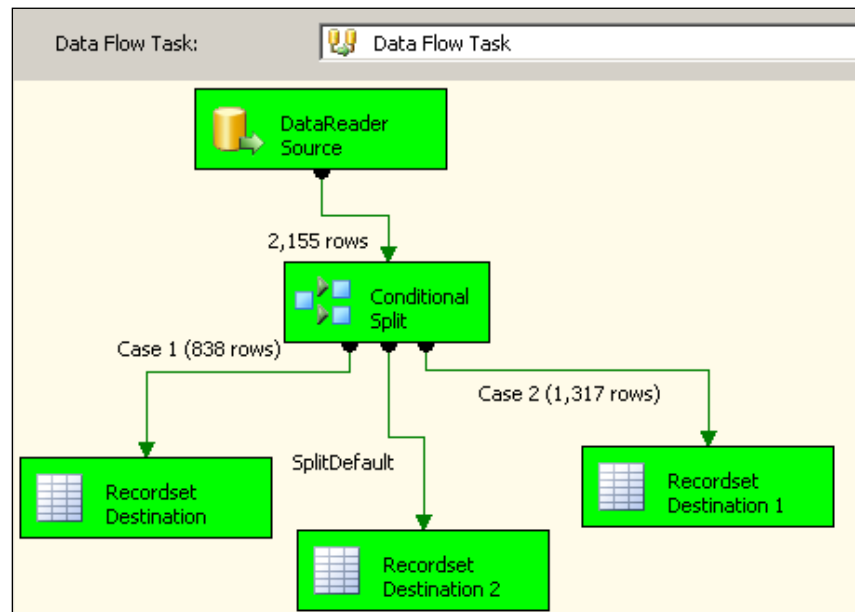 Data Flow Task:
Data Flow Task
DataReader
Source
2,155 rows
Conditional
Split
Case 1 (838 rows)
Case 2 (1,317 rows)
SplitDefault
Recordset
Destination
Recordset
Destination 1
Recordset
Destination 2